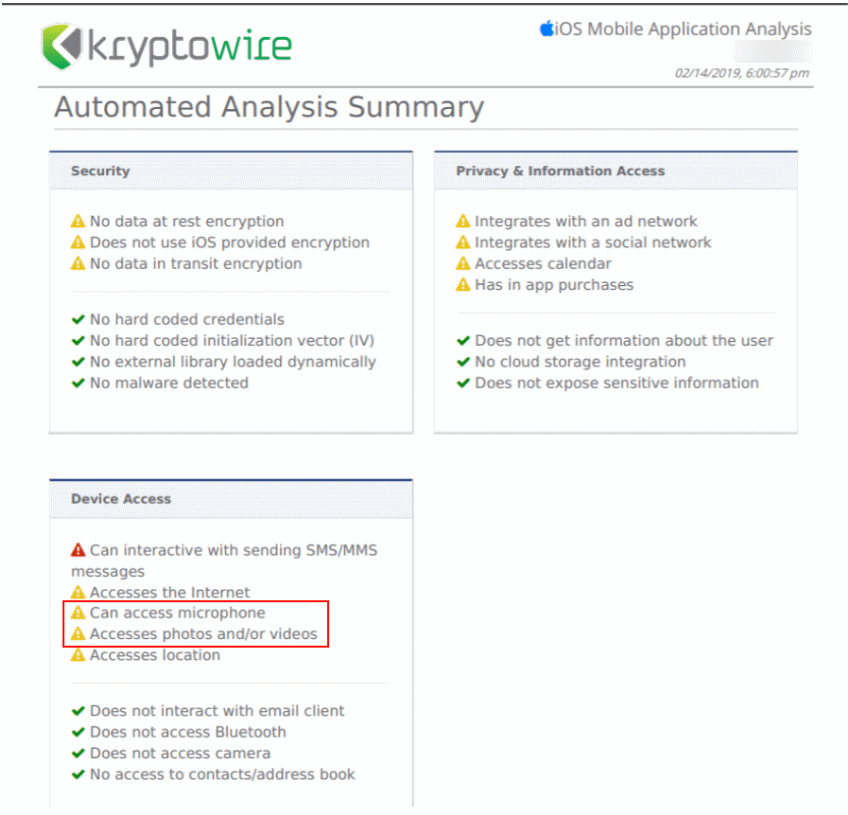 kryptowire
iOS Mobile Application Analysis
02/14/2019, 6:00:57 pm
Automated Analysis Summary
Security
No data at rest encryption
Does not use iOS provided encryption
No data in transit encryption
No hard coded credentials
No hard coded initialization vector (IV)
No external library loaded dynamically
No malware detected
Privacy & Information Access
Integrates with an ad network
Integrates with a social network
Accesses calendar
Has in app purchases
Does not get information about the user
No cloud storage integration
Does not expose sensitive information
Device Access
Can interactive with sending SMS/MMS
messages
Accesses the Internet
Can access microphone
Accesses photos and/or videos
Accesses location
Does not interact with email client
Does not access Bluetooth
Does not access camera
No access to contacts/address book